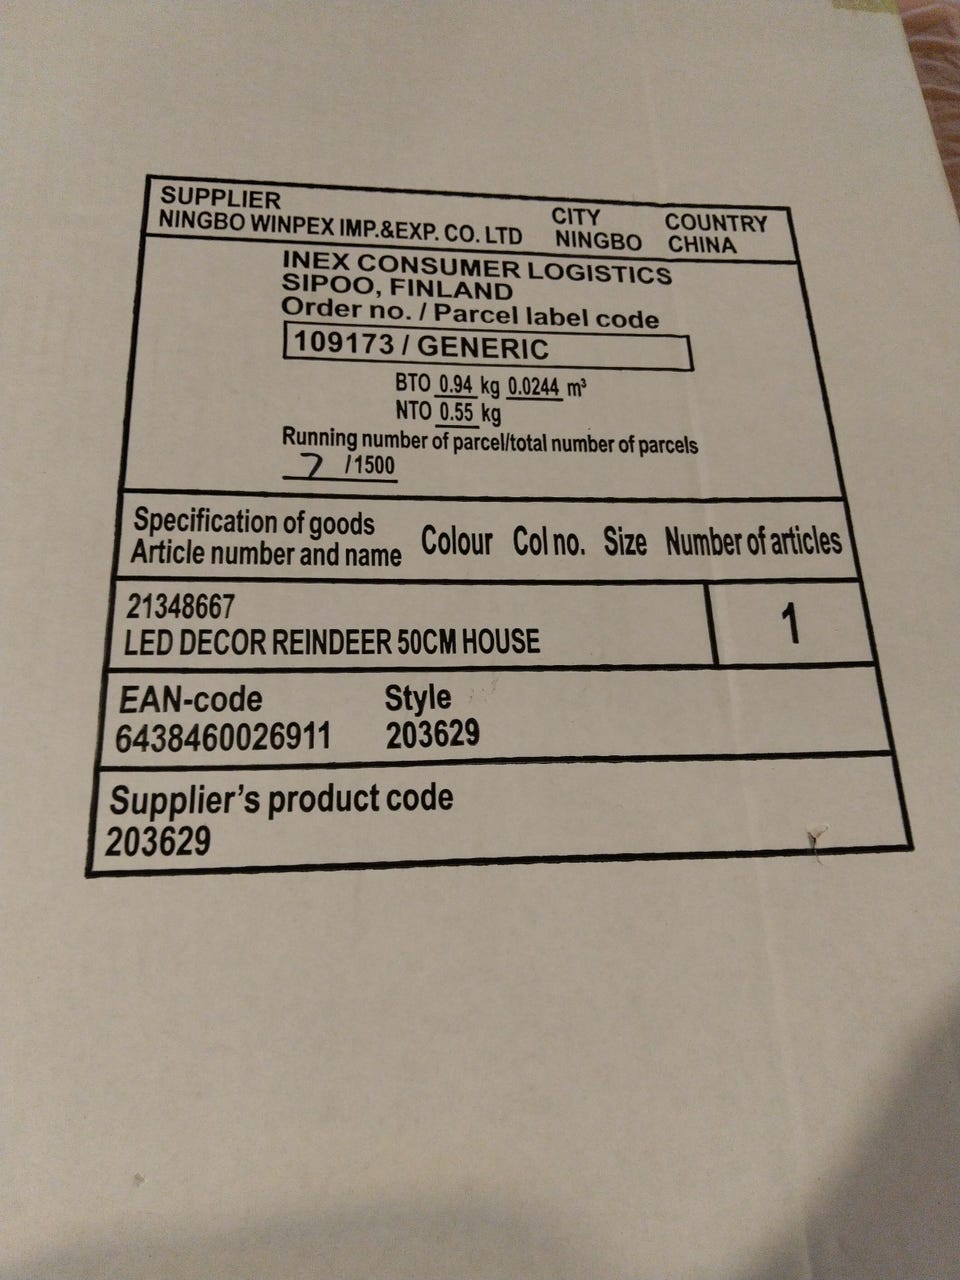 SUPPLIER CITY COUNTRY
NINGBO WINPEX IMP.&EXP. CO. LTD NINGBO CHINA
INEX CONSUMER LOGISTICS
SIPOO, FINLAND
Order no. / Parcel label code
109173 / GENERIC
BTO 0.94 kg 0.0244 m³
NTO 0.55 kg
Running number of parcel/total number of parcels
7 /1500
Specification of goods
Article number and name Colour Col no. Size Number of articles
21348667
LED DECOR REINDEER 50CM HOUSE 1
EAN-code Style
6438460026911 203629
Supplier's product code
203629